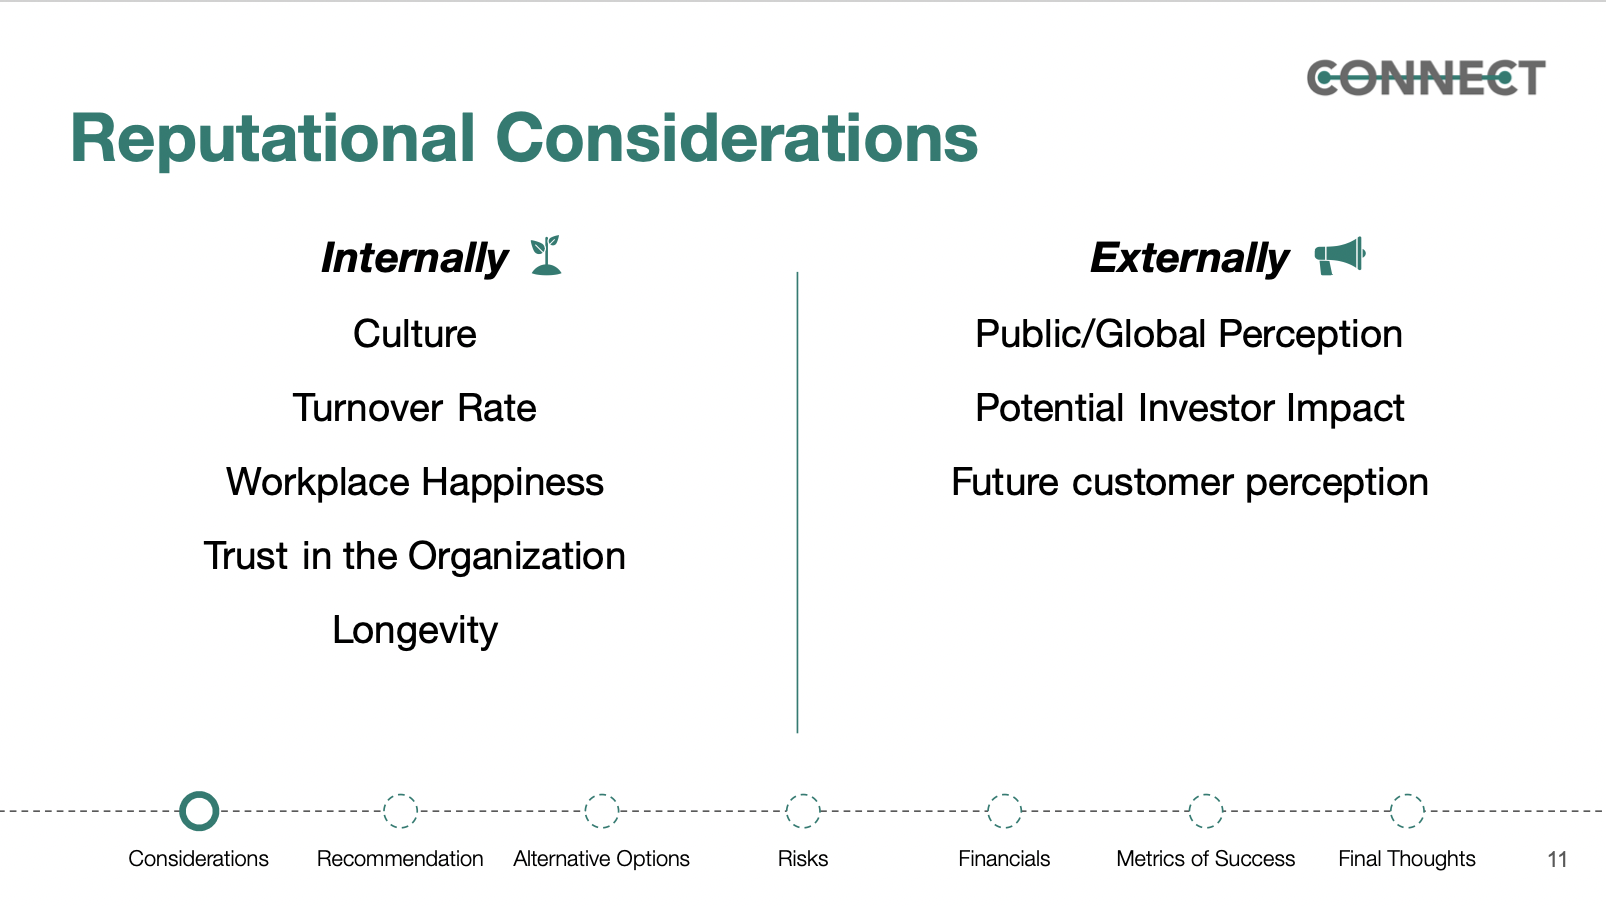 CONNECT
Reputational Considerations
Internally
Culture
Turnover Rate
Workplace Happiness
Trust in the Organization
Longevity
Externally
Public/Global Perception
Potential Investor Impact
Future customer perception
Considerations
Recommendation
Alternative Options
Risks
Financials
Metrics of Success
Final Thoughts
11